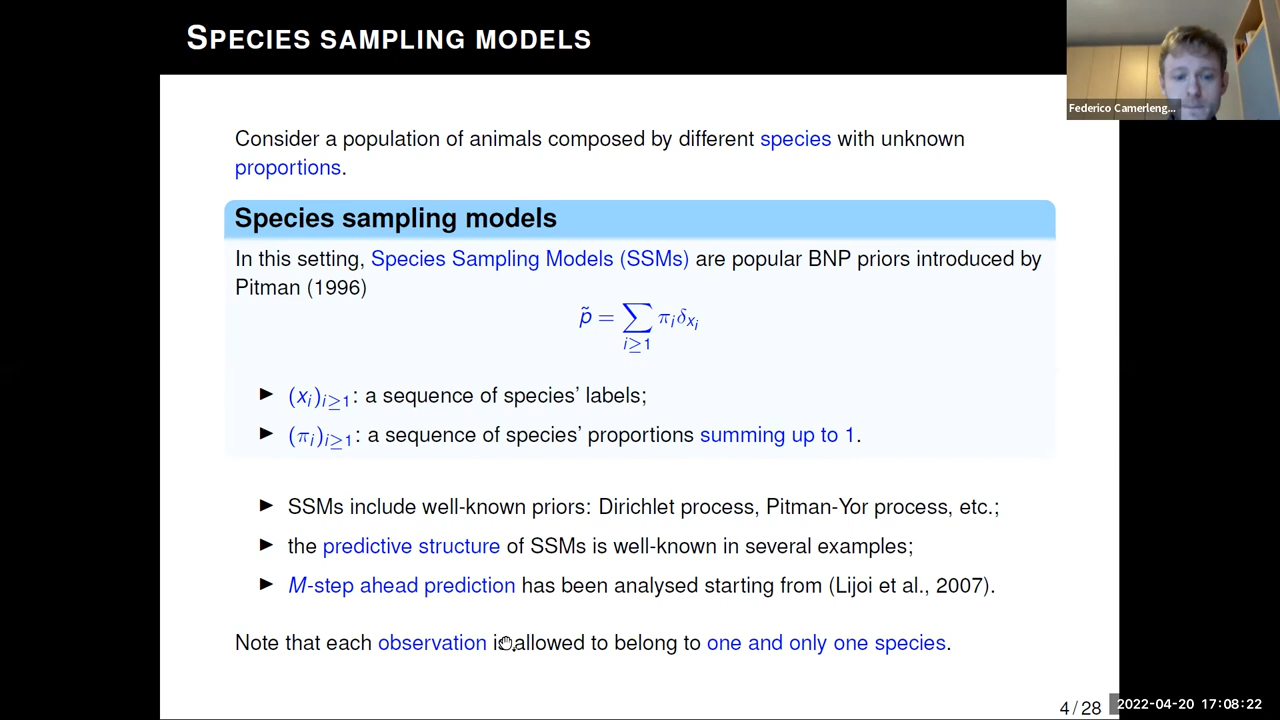 SPECIES SAMPLING MODELS
Federico Camerleng...
Consider a population of animals composed by different species with unknown
proportions.
Species sampling models
In this setting, Species Sampling Models (SSMs) are popular BNP priors introduced by
Pitman (1996)
p̃ = ∑_{i≥1} π_i δ_{x_i}
▶ (x_i)_{i≥1}: a sequence of species' labels;
▶ (π_i)_{i≥1}: a sequence of species' proportions summing up to 1.
▶ SSMs include well-known priors: Dirichlet process, Pitman-Yor process, etc.;
▶ the predictive structure of SSMs is well-known in several examples;
▶ M-step ahead prediction has been analysed starting from (Lijoi et al., 2007).
Note that each observation is allowed to belong to one and only one species.
4 / 28
2022-04-20 17:08:22